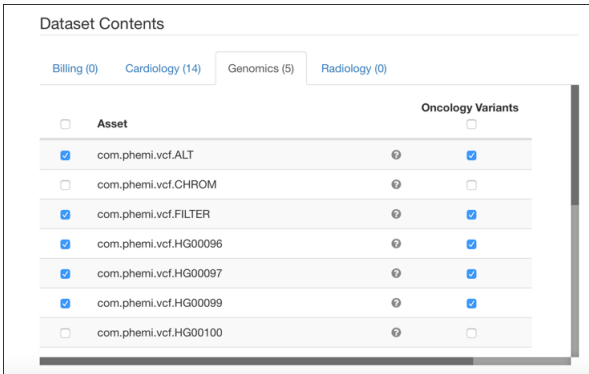 Dataset Contents
Billing (0) Cardiology (14) Genomics (5) Radiology (0)
Oncology Variants
Asset
com.phemi.vcf.ALT
com.phemi.vcf.CHROM
com.phemi.vcf.FILTER
com.phemi.vcf.HG00096
com.phemi.vcf.HG00097
com.phemi.vcf.HG00099
com.phemi.vcf.HG00100